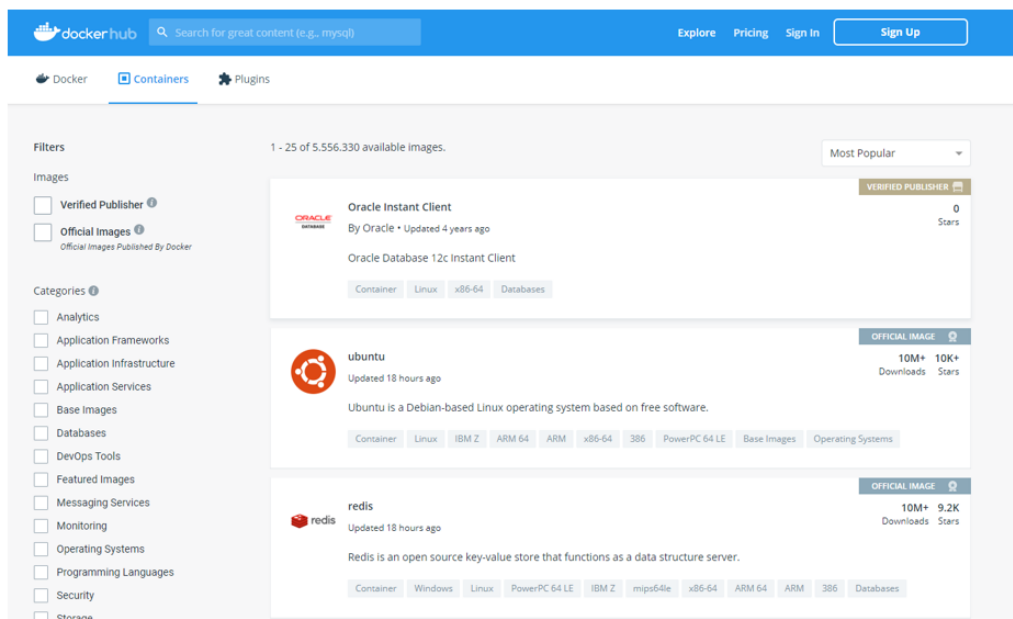 dockerhub
Search for great content (e.g., mysql)
Explore Pricing Sign In Sign Up
Docker Containers Plugins
Filters
1 - 25 of 5.556.330 available images.
Most Popular
Images
Verified Publisher
Official Images
Official Images Published By Docker
Categories
Analytics
Application Frameworks
Application Infrastructure
Application Services
Base Images
Databases
DevOps Tools
Featured Images
Messaging Services
Monitoring
Operating Systems
Programming Languages
Security
Storage
VERIFIED PUBLISHER
ORACLE
DATABASE
Oracle Instant Client
0
Stars
By Oracle • Updated 4 years ago
Oracle Database 12c Instant Client
Container Linux x86-64 Databases
OFFICIAL IMAGE
ubuntu
10M+ 10K+
Downloads Stars
Updated 18 hours ago
Ubuntu is a Debian-based Linux operating system based on free software.
Container Linux IBM Z ARM 64 ARM x86-64 386 PowerPC 64 LE Base Images Operating Systems
OFFICIAL IMAGE
redis
redis
10M+ 9.2K
Downloads Stars
Updated 18 hours ago
Redis is an open source key-value store that functions as a data structure server.
Container Windows Linux PowerPC 64 LE IBM Z mips64le x86-64 ARM 64 ARM 386 Databases